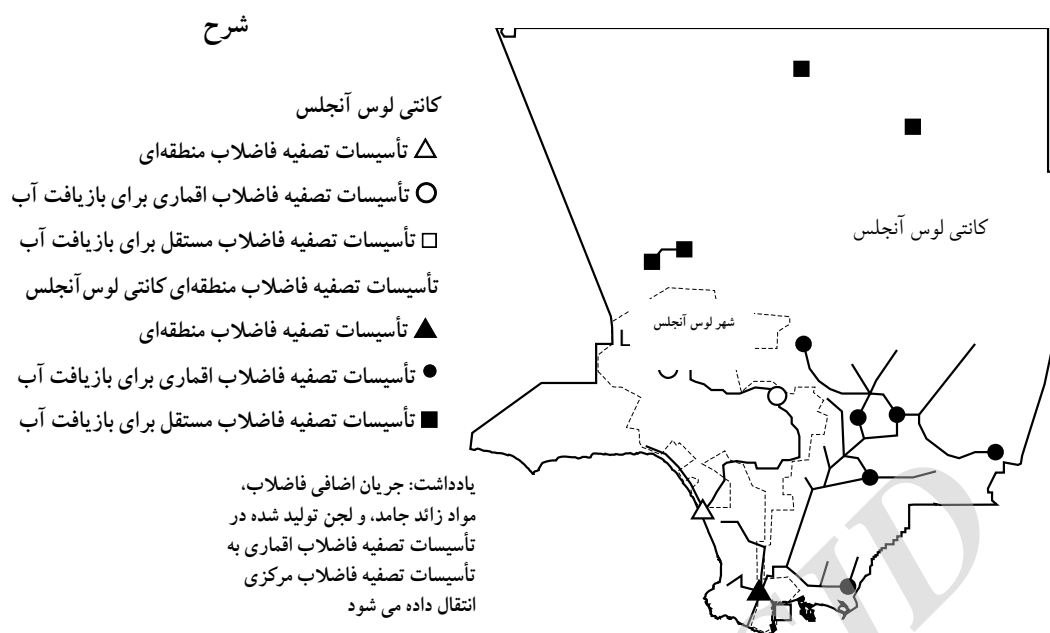 شرح
کانتی لوس آنجلس
تأسیسات تصفیه فاضلاب منطقه‌ای
تأسیسات تصفیه فاضلاب اقماری برای بازیافت آب
تأسیسات تصفیه فاضلاب مستقل برای بازیافت آب
تأسیسات تصفیه فاضلاب منطقه‌ای کانتی لوس‌آنجلس
تأسیسات تصفیه فاضلاب منطقه‌ای
تأسیسات تصفیه فاضلاب اقماری برای بازیافت آب
تأسیسات تصفیه فاضلاب مستقل برای بازیافت آب
یادداشت: جریان اضافی فاضلاب،
مواد زائد جامد، و لجن تولید شده در
تأسیسات تصفیه فاضلاب اقماری به
تأسیسات تصفیه فاضلاب مرکزی
انتقال داده می شود
کانتی لوس آنجلس
شهر لوس آنجلس
L